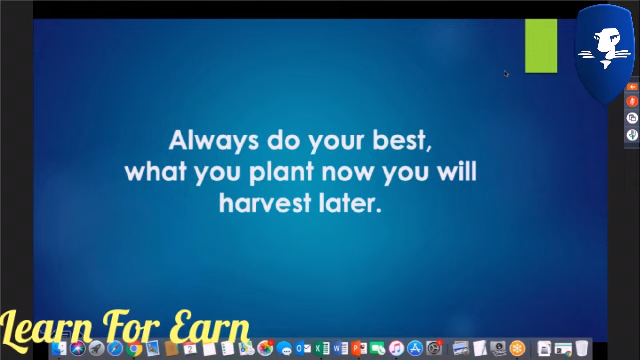 Always do your best,
what you plant now you will
harvest later.
Learn For Earn